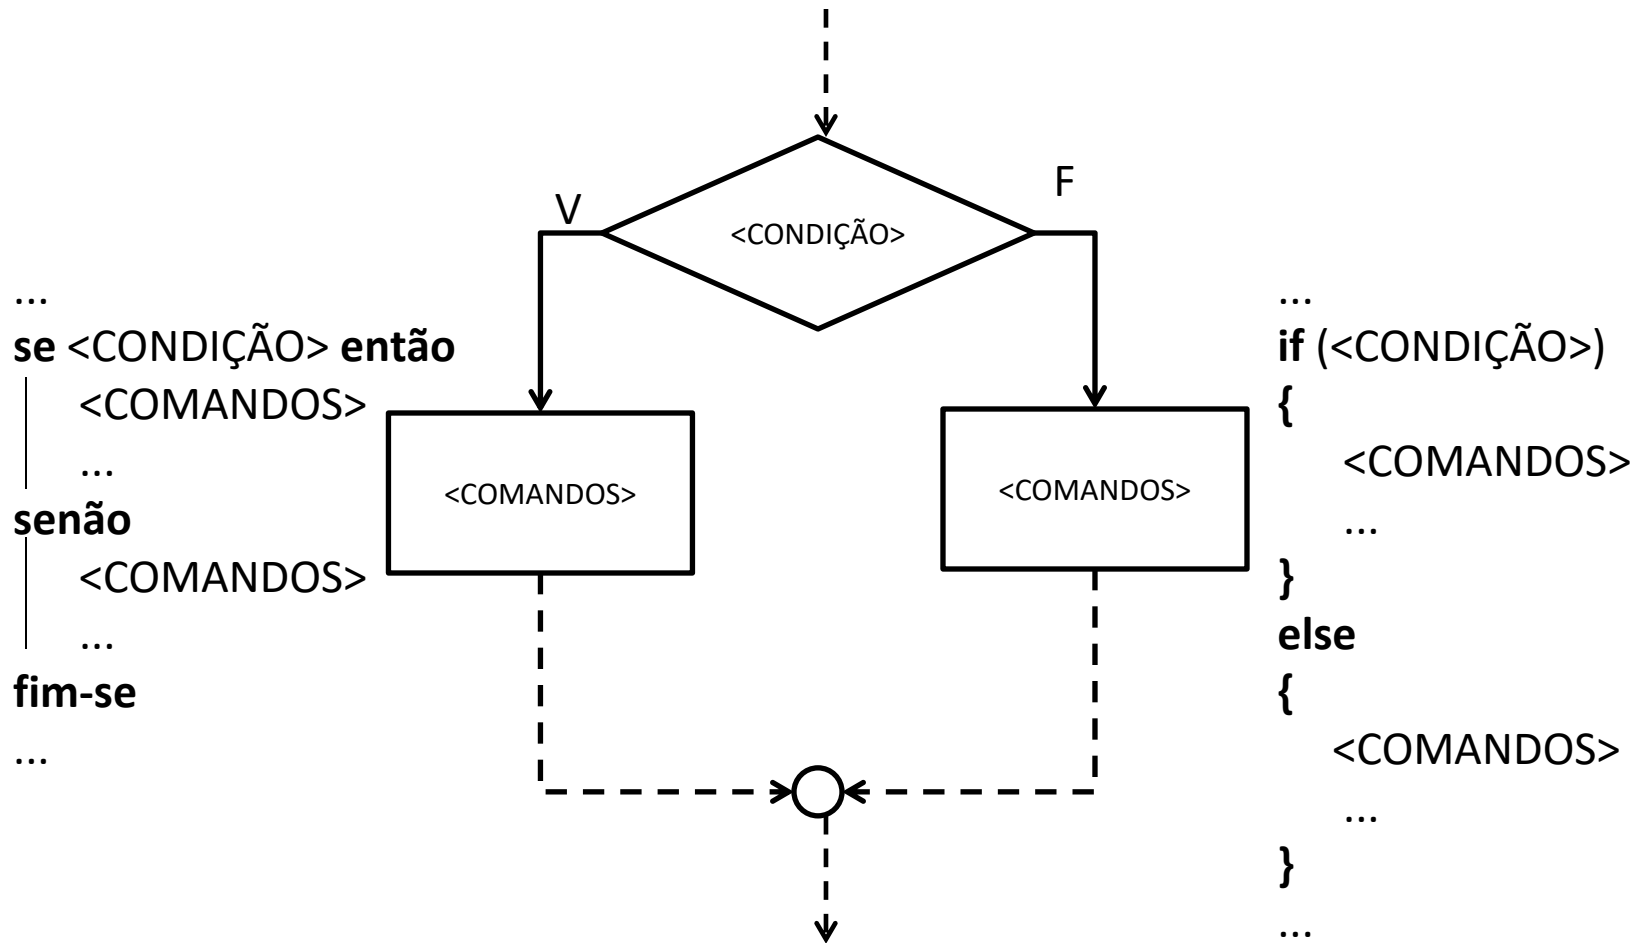 ...
se <CONDIÇÃO> então
<COMANDOS>
...
senão
<COMANDOS>
...
fim-se
...
V
F
<CONDIÇÃO>
<COMANDOS>
<COMANDOS>
...
if (<CONDIÇÃO>)
{
<COMANDOS>
...
}
else
{
<COMANDOS>
...
}
...